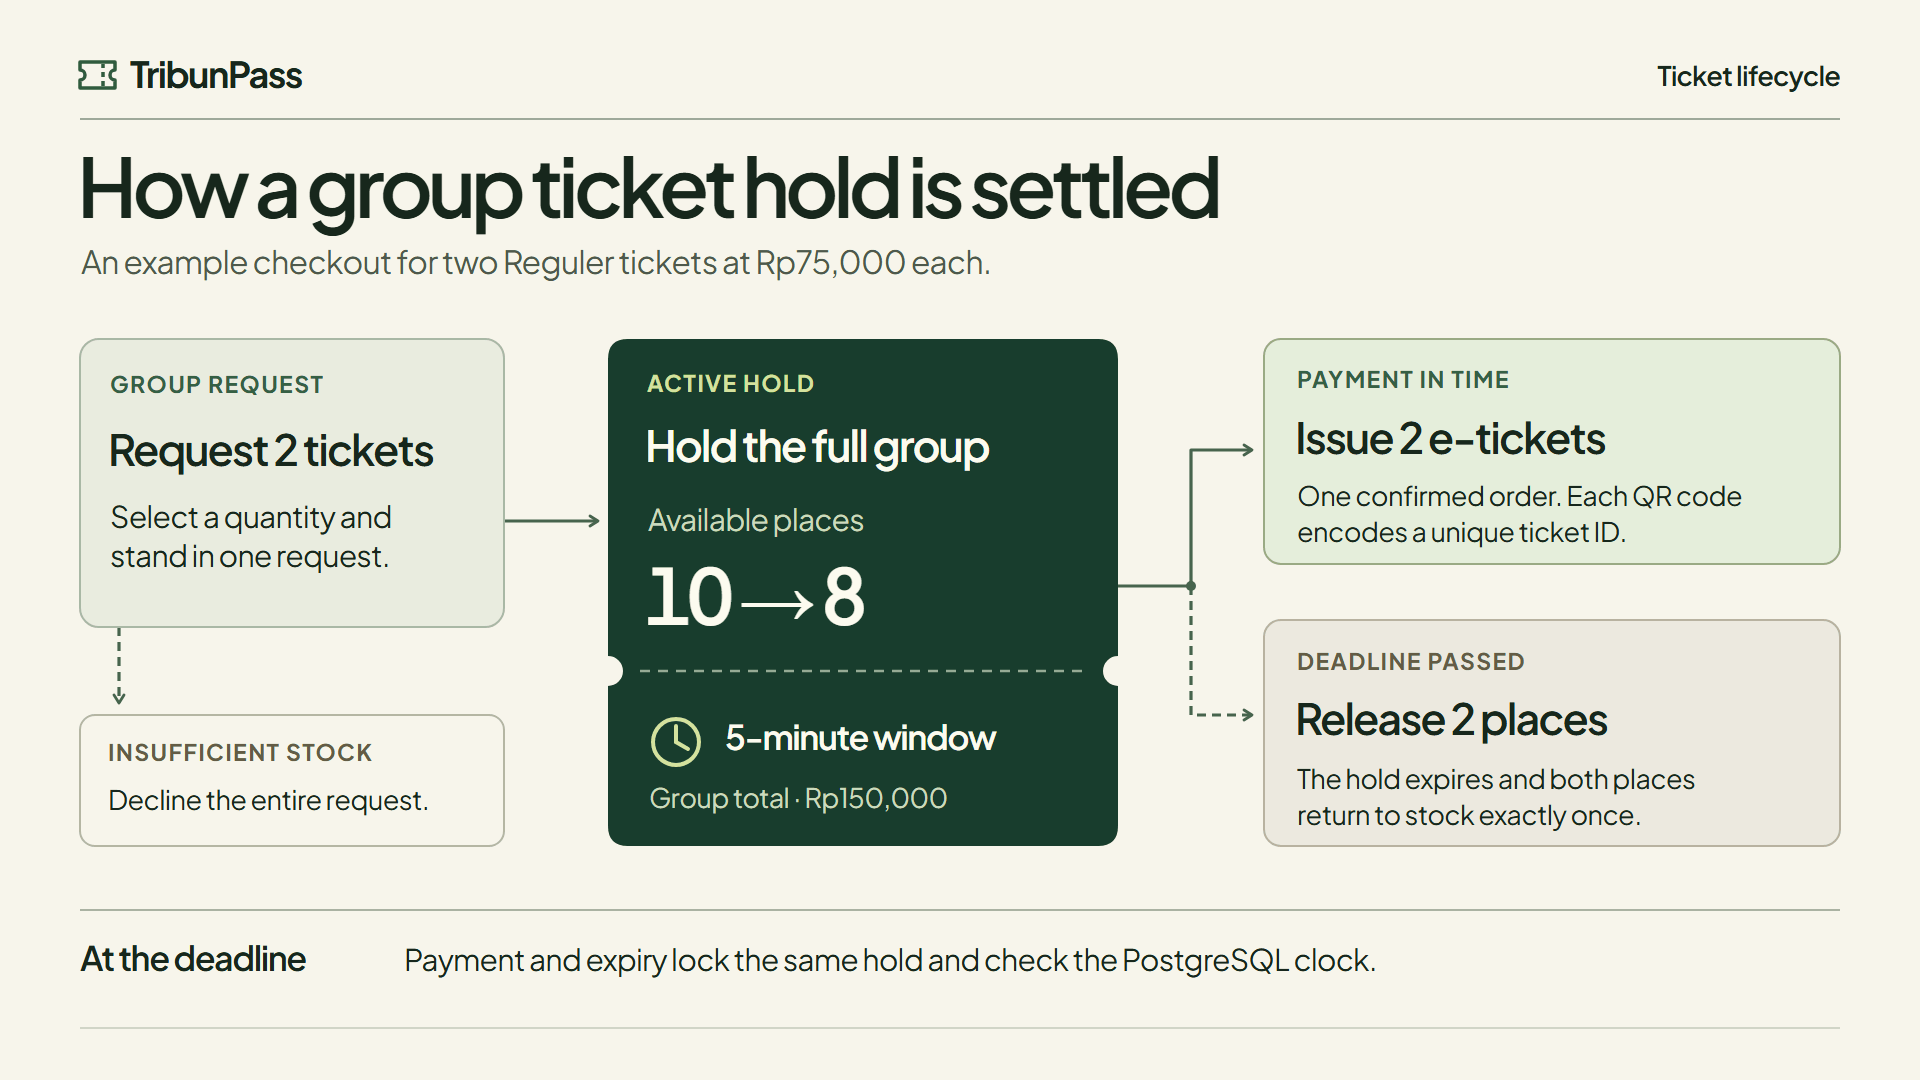 TribunPass
Ticket lifecycle
How a group ticket hold is settled
An example checkout for two Reguler tickets at Rp75,000 each.
GROUP REQUEST
Request 2 tickets
Select a quantity and
stand in one request.
INSUFFICIENT STOCK
Decline the entire request.
ACTIVE HOLD
Hold the full group
Available places
10→8
5-minute window
Group total · Rp150,000
PAYMENT IN TIME
Issue 2 e-tickets
One confirmed order. Each QR code
encodes a unique ticket ID.
DEADLINE PASSED
Release 2 places
The hold expires and both places
return to stock exactly once.
At the deadline
Payment and expiry lock the same hold and check the PostgreSQL clock.